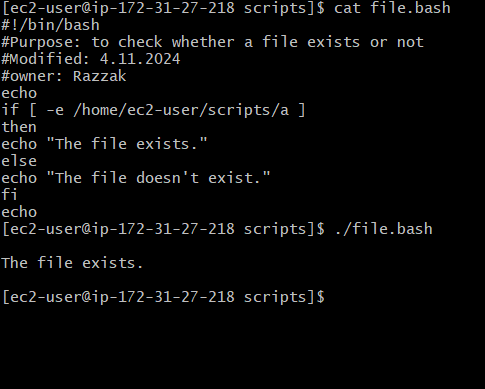 [ec2-user@ip-172-31-27-218 scripts]$ cat file.bash
#!/bin/bash
#Purpose: to check whether a file exists or not
#Modified: 4.11.2024
#owner: Razzak
echo
if [ -e /home/ec2-user/scripts/a ]
then
echo "The file exists."
else
echo "The file doesn't exist."
fi
echo
[ec2-user@ip-172-31-27-218 scripts]$ ./file.bash
The file exists.
[ec2-user@ip-172-31-27-218 scripts]$